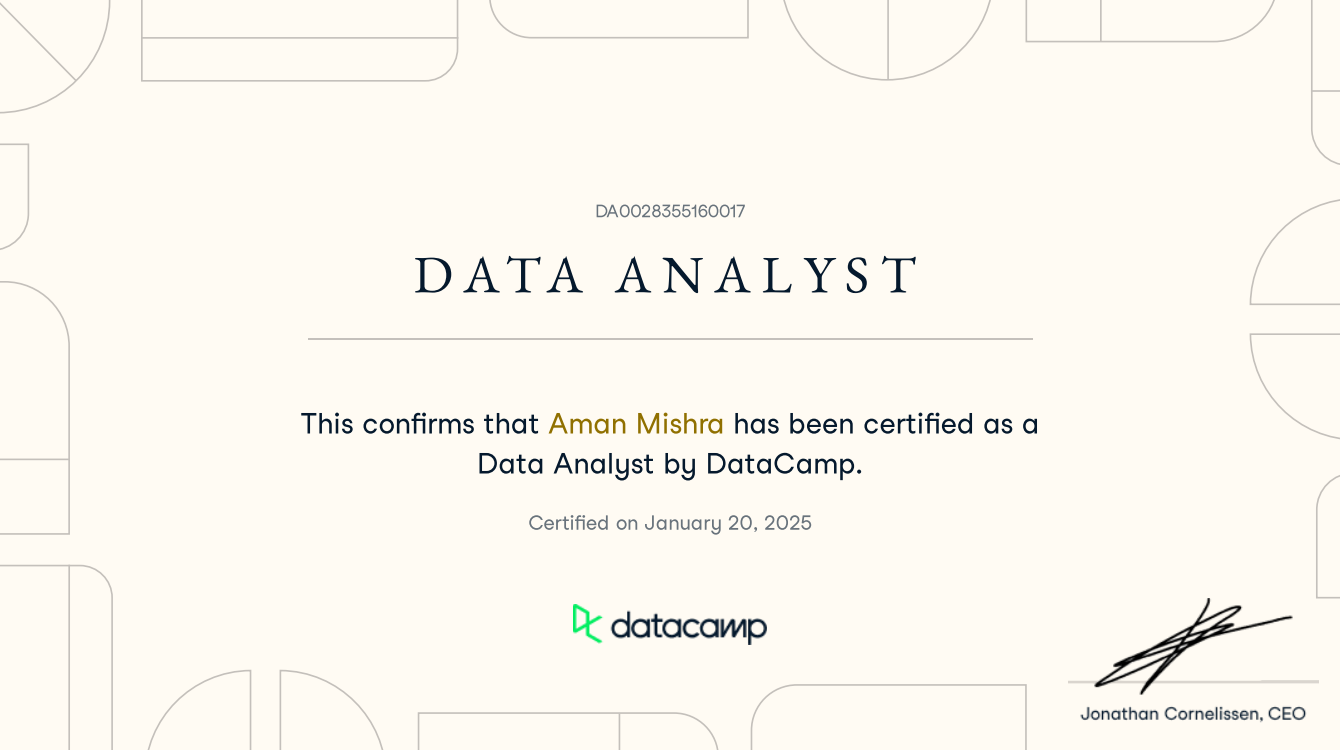 DA0028355160017
DATA ANALYST
This confirms that Aman Mishra has been certified as a
Data Analyst by DataCamp.
Certified on January 20, 2025
datacamp
Jonathan Cornelissen, CEO